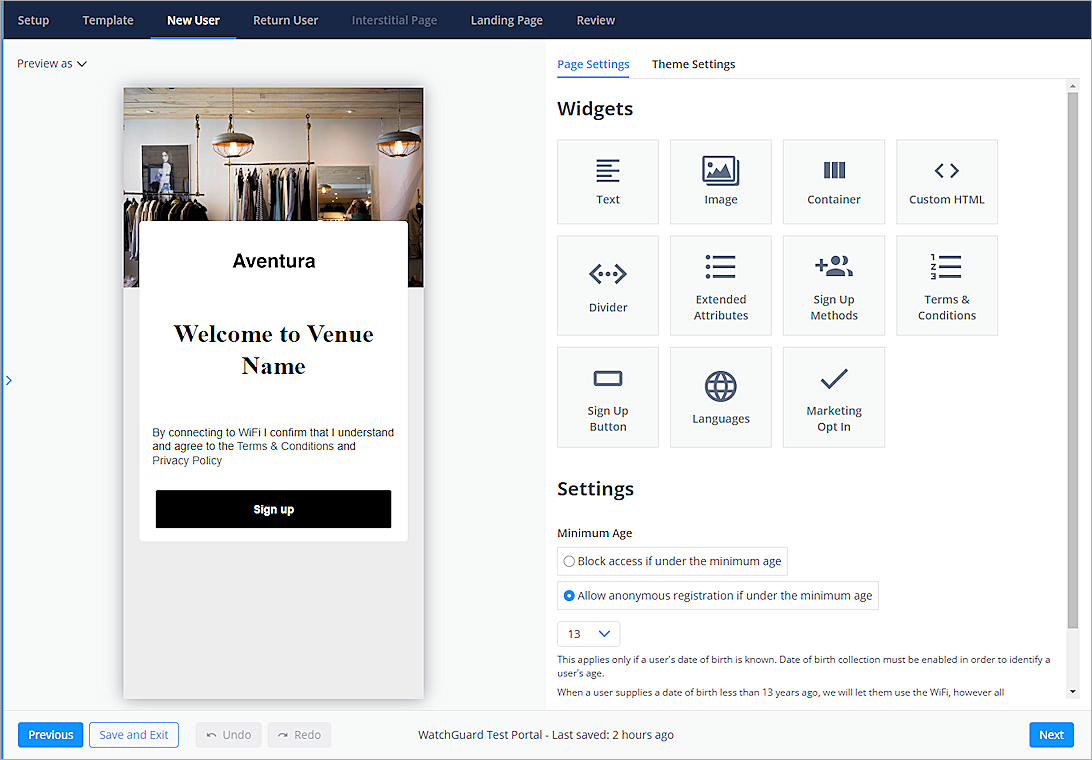 Setup Template New User Return User Interstitial Page Landing Page Review
Preview as
Page Settings Theme Settings
Aventura
Welcome to Venue
Name
By connecting to WiFi I confirm that I understand
and agree to the Terms & Conditions and
Privacy Policy
Sign up
Widgets
Text Image Container Custom HTML
Divider
Extended
Attributes
Sign Up
Methods
1
2
3
Terms &
Conditions
Sign Up
Button
Languages
Marketing
Opt In
Settings
Minimum Age
Block access if under the minimum age
Allow anonymous registration if under the minimum age
13
This applies only if a user's date of birth is known. Date of birth collection must be enabled in order to identify a
user's age.
When a user supplies a date of birth less than 13 years ago, we will let them use the WiFi, however all
Previous Save and Exit Undo Redo WatchGuard Test Portal - Last saved: 2 hours ago Next